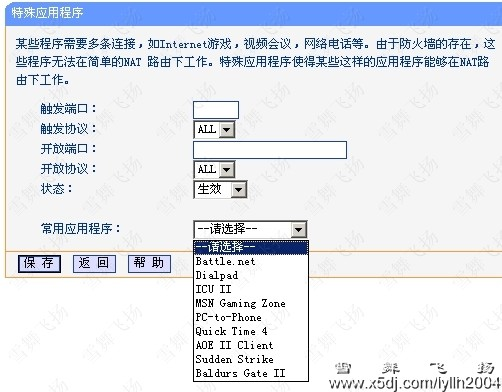 特殊应用程序
某些程序需要多条连接，如Internet游戏，视频会议，网络电话等。由于防火墙的存在，这
些程序无法在简单的NAT 路由下工作。特殊应用程序使得某些这样的应用程序能够在NAT路
由下工作。
触发端口：
触发协议： ALL
开放端口：
开放协议： ALL
状态： 生效
常用应用程序： --请选择--
--请选择--
Battle.net
Dialpad
ICU II
MSN Gaming Zone
PC-to-Phone
Quick Time 4
AOE II Client
Sudden Strike
Baldurs Gate II
保 存 返 回 帮 助
雪 舞 飞 扬
www.x5dj.com/lyllh200